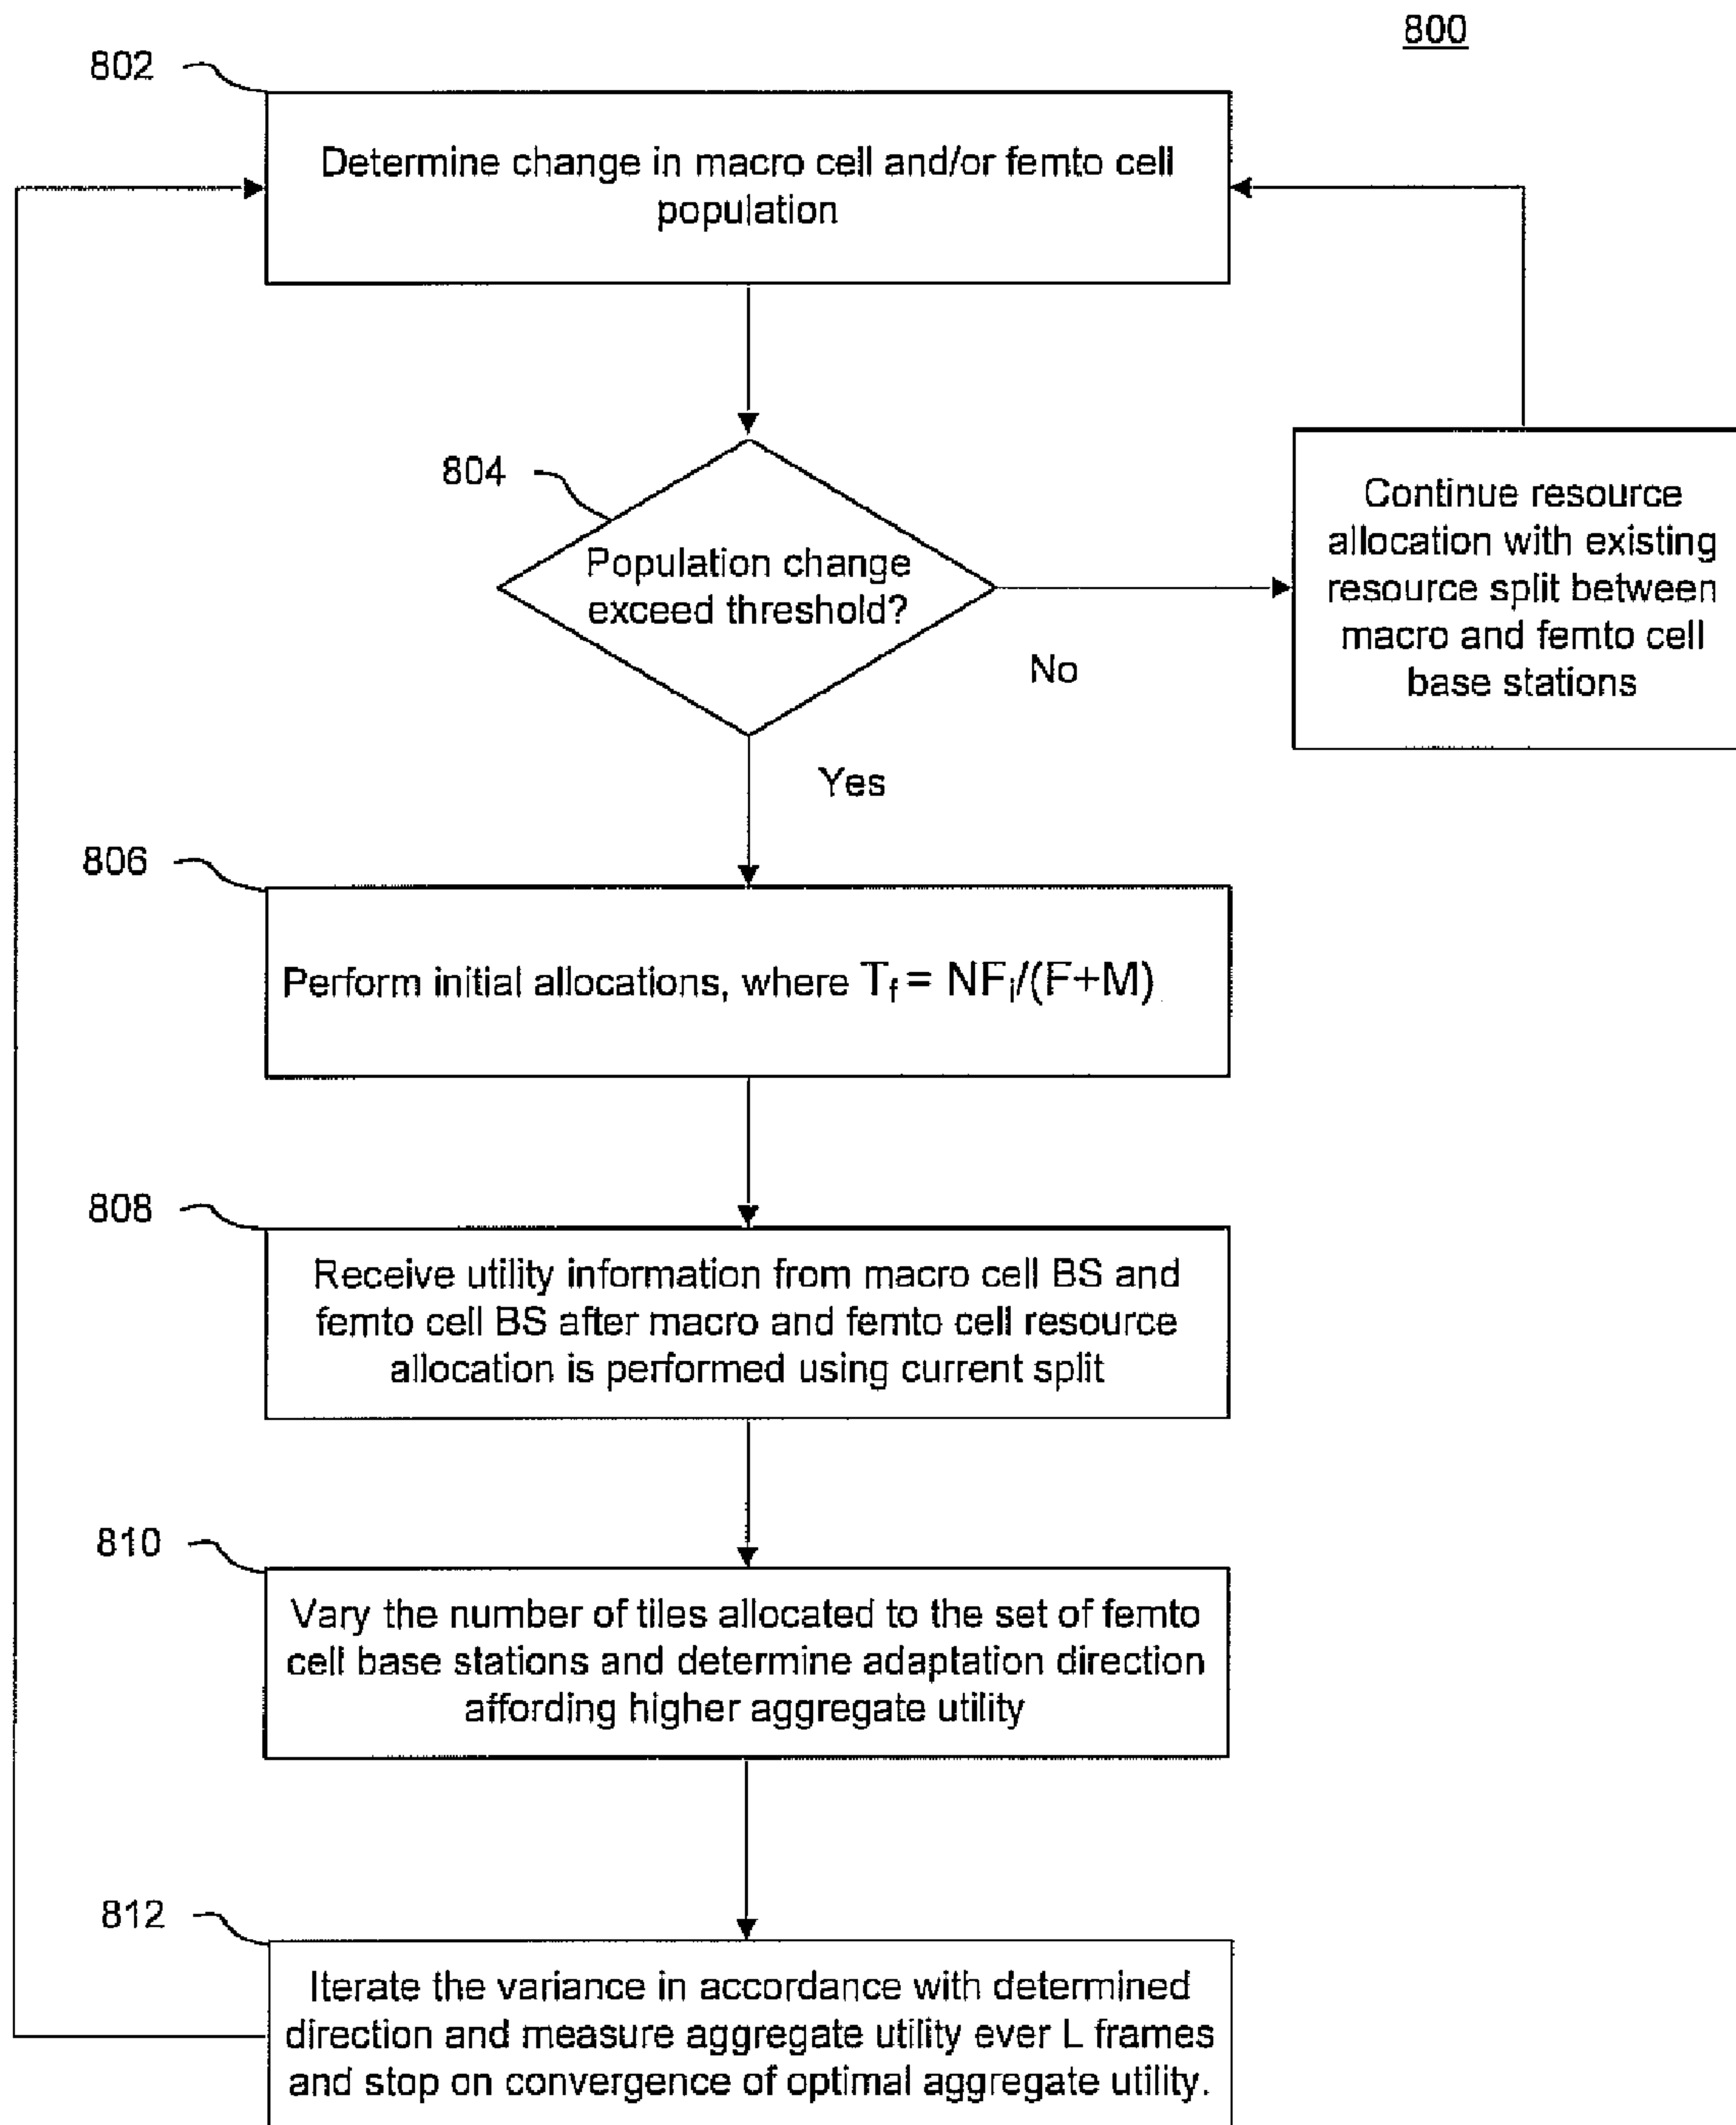 800
802
Determine change in macro cell and/or femto cell
population
804
Population change
exceed threshold?
No
Yes
Continue resource
allocation with existing
resource split between
macro and femto cell
base stations
806
Perform initial allocations, where T_f = NF_i/(F+M)
808
Receive utility information from macro cell BS and
femto cell BS after macro and femto cell resource
allocation is performed using current split
810
Vary the number of tiles allocated to the set of femto
cell base stations and determine adaptation direction
affording higher aggregate utility
812
Iterate the variance in accordance with determined
direction and measure aggregate utility ever L frames
and stop on convergence of optimal aggregate utility.